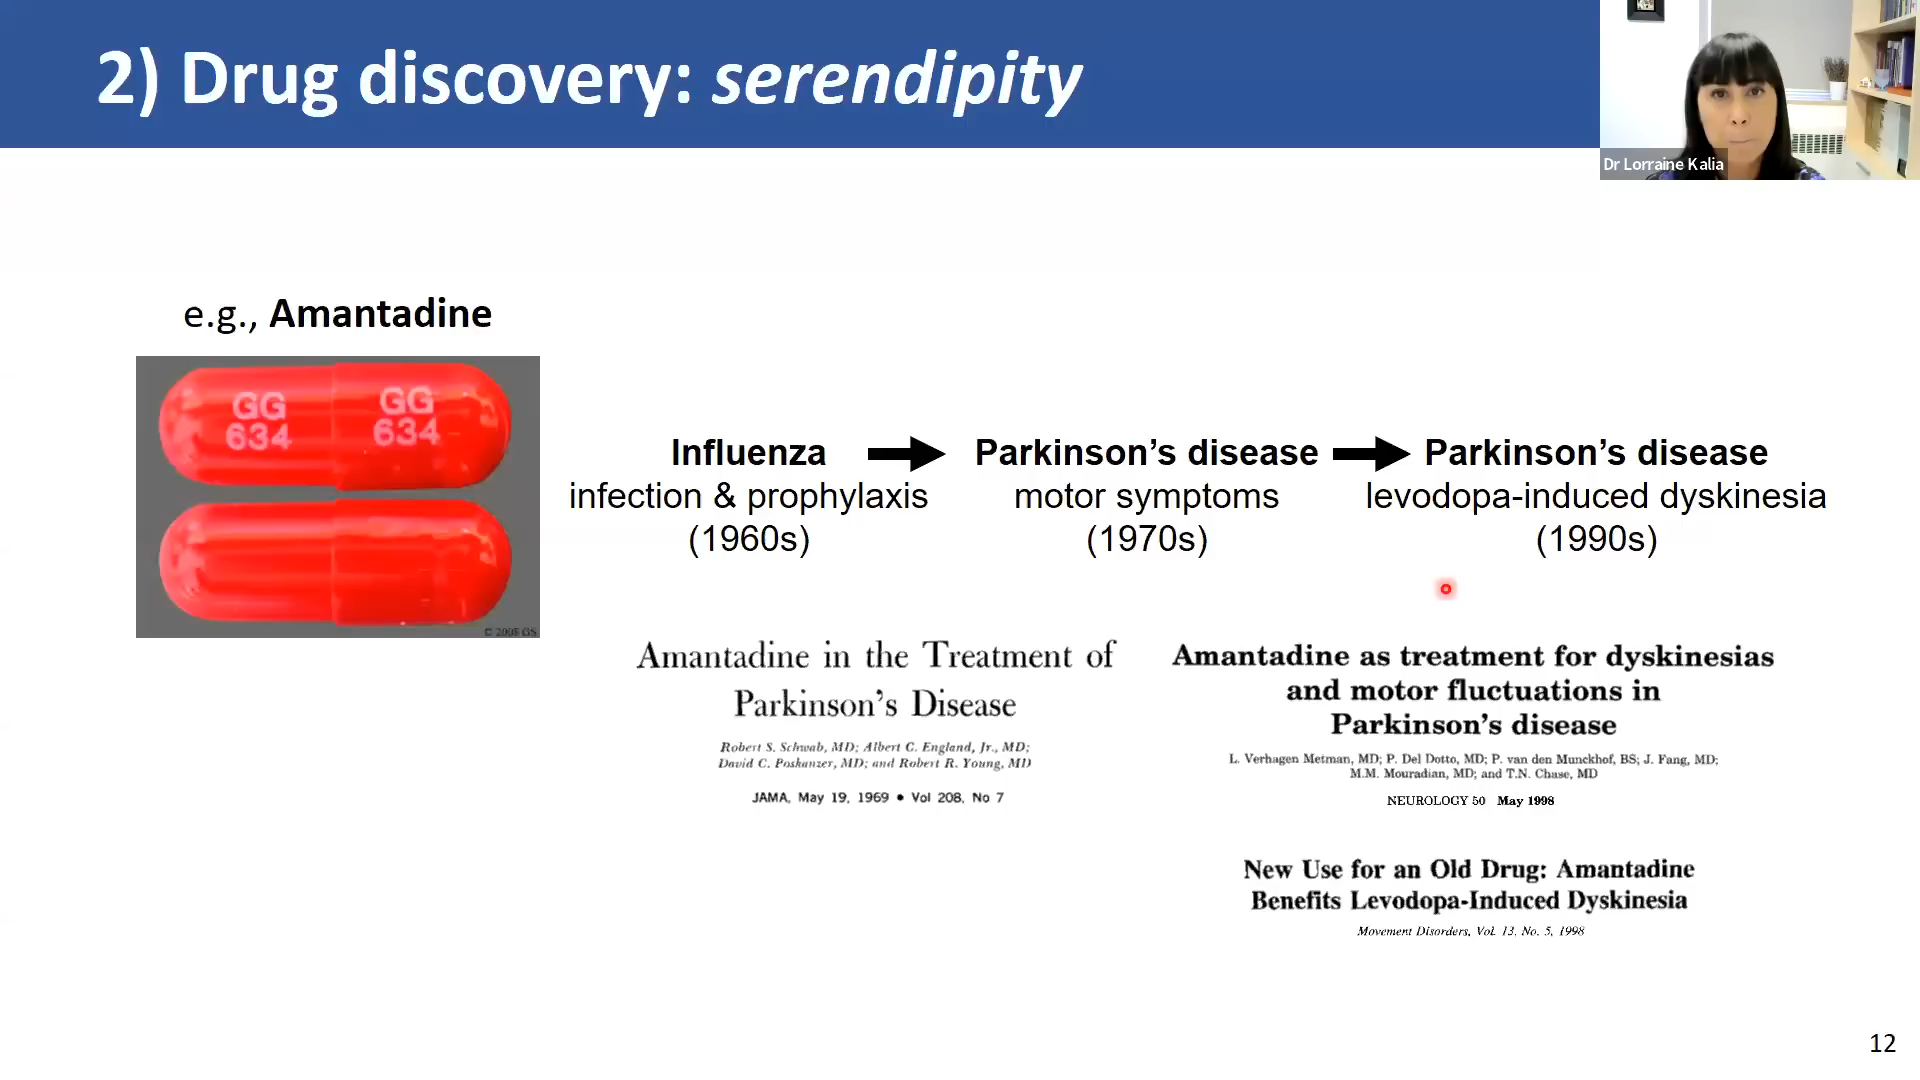 2) Drug discovery: serendipity
Dr Lorraine Kalia
e.g., Amantadine
GG GG
634 634
© 2008 GS
Influenza
infection & prophylaxis
(1960s)
Parkinson's disease
motor symptoms
(1970s)
Parkinson's disease
levodopa-induced dyskinesia
(1990s)
Amantadine in the Treatment of
Parkinson's Disease
Robert S. Schwab, MD; Albert C. England, Jr., MD;
David C. Poskanzer, MD; and Robert R. Young, MD
JAMA, May 19, 1969 • Vol 208, No 7
Amantadine as treatment for dyskinesias
and motor fluctuations in
Parkinson's disease
L. Verhagen Metman, MD; P. Del Dotto, MD; P. van den Munckhof, BS; J. Fang, MD;
M.M. Mouradian, MD; and T.N. Chase, MD
NEUROLOGY 50 May 1998
New Use for an Old Drug: Amantadine
Benefits Levodopa-Induced Dyskinesia
Movement Disorders, Vol. 13, No. 5, 1998
12